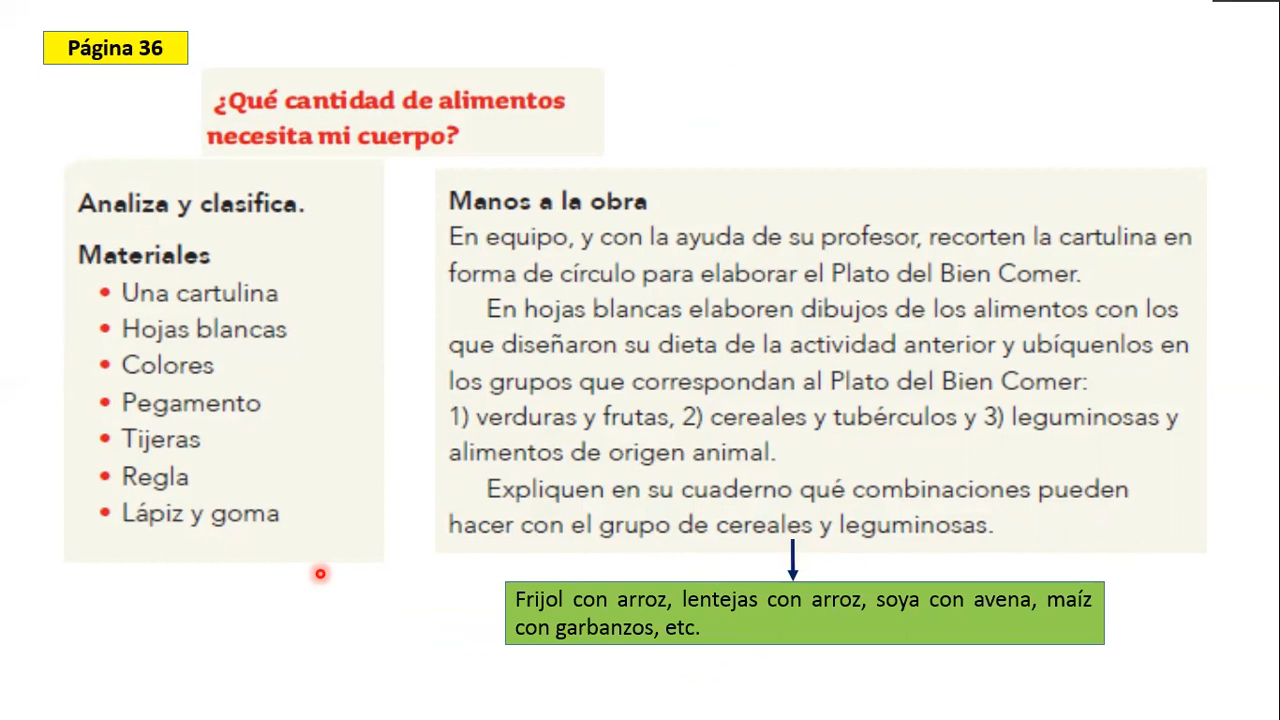 Página 36
¿Qué cantidad de alimentos
necesita mi cuerpo?
Analiza y clasifica.
Materiales
• Una cartulina
• Hojas blancas
• Colores
• Pegamento
• Tijeras
• Regla
• Lápiz y goma
Manos a la obra
En equipo, y con la ayuda de su profesor, recorten la cartulina en
forma de círculo para elaborar el Plato del Bien Comer.
En hojas blancas elaboren dibujos de los alimentos con los
que diseñaron su dieta de la actividad anterior y ubíquenlos en
los grupos que correspondan al Plato del Bien Comer:
1) verduras y frutas, 2) cereales y tubérculos y 3) leguminosas y
alimentos de origen animal.
Expliquen en su cuaderno qué combinaciones pueden
hacer con el grupo de cereales y leguminosas.
Frijol con arroz, lentejas con arroz, soya con avena, maíz
con garbanzos, etc.